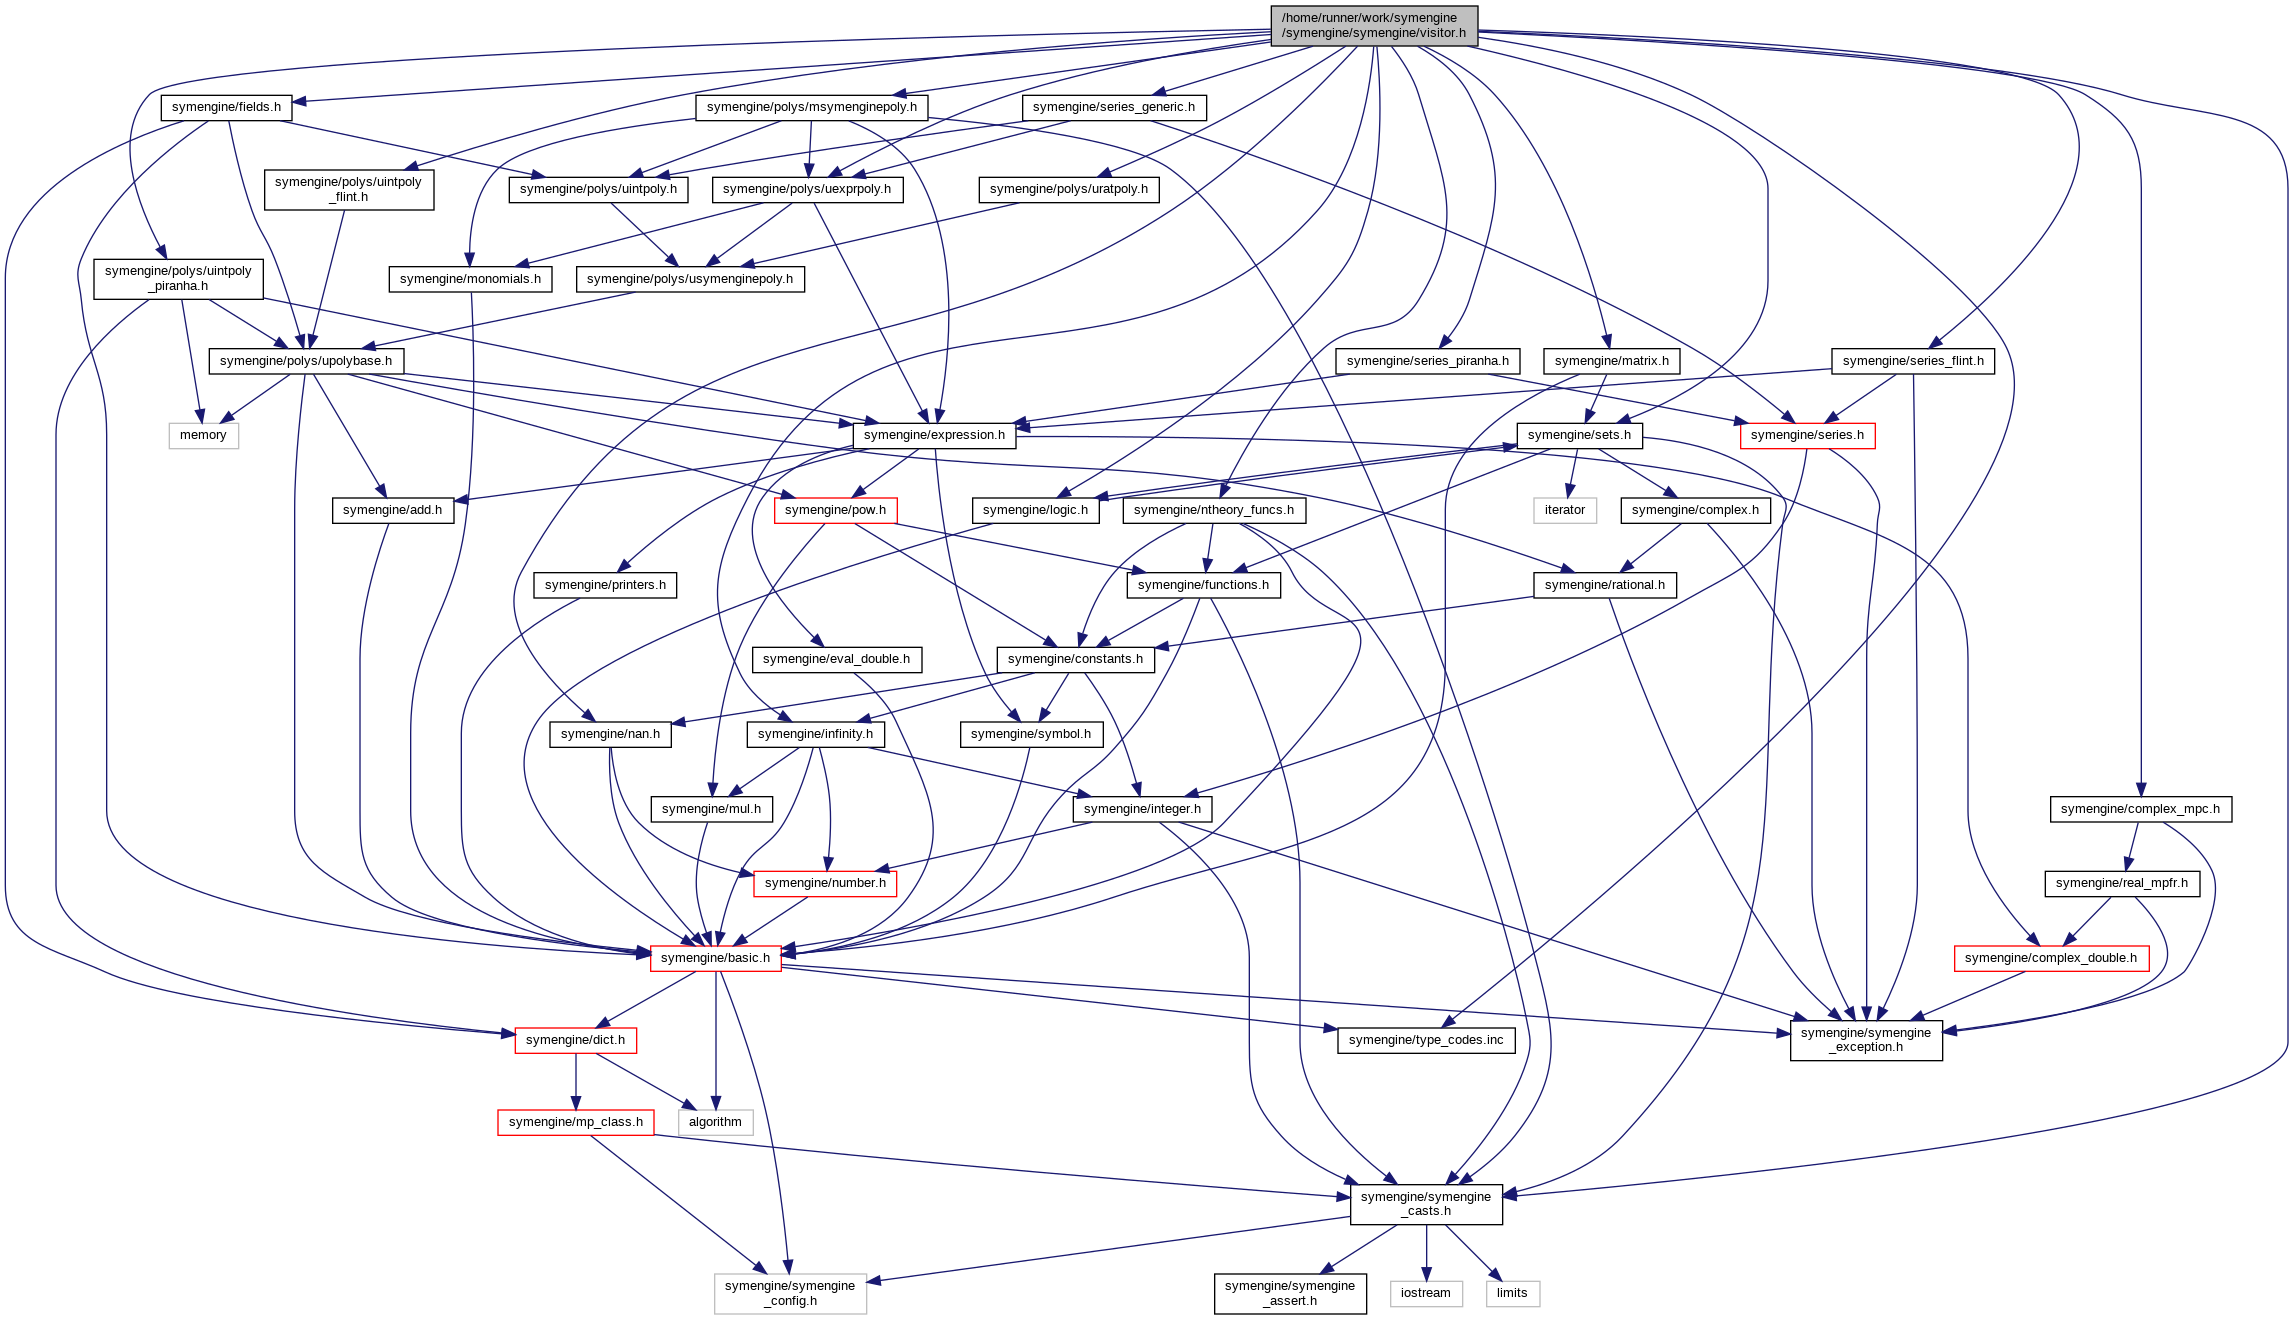 /home/runner/work/symengine
/symengine/symengine/visitor.h
symengine/fields.h
symengine/polys/msymenginepoly.h
symengine/series_generic.h
symengine/polys/uintpoly
_flint.h
symengine/polys/uintpoly.h
symengine/polys/uexprpoly.h
symengine/polys/uratpoly.h
symengine/polys/uintpoly
_piranha.h
symengine/monomials.h
symengine/polys/usymenginepoly.h
symengine/polys/upolybase.h
symengine/series_piranha.h
symengine/matrix.h
symengine/series_flint.h
memory
symengine/expression.h
symengine/sets.h
symengine/series.h
symengine/add.h
symengine/pow.h
symengine/logic.h
symengine/ntheory_funcs.h
iterator
symengine/complex.h
symengine/printers.h
symengine/functions.h
symengine/rational.h
symengine/eval_double.h
symengine/constants.h
symengine/nan.h
symengine/infinity.h
symengine/symbol.h
symengine/mul.h
symengine/integer.h
symengine/complex_mpc.h
symengine/number.h
symengine/real_mpfr.h
symengine/basic.h
symengine/complex_double.h
symengine/dict.h
symengine/type_codes.inc
symengine/symengine
_exception.h
symengine/mp_class.h
algorithm
symengine/symengine
_casts.h
symengine/symengine
_config.h
symengine/symengine
_assert.h
iostream
limits